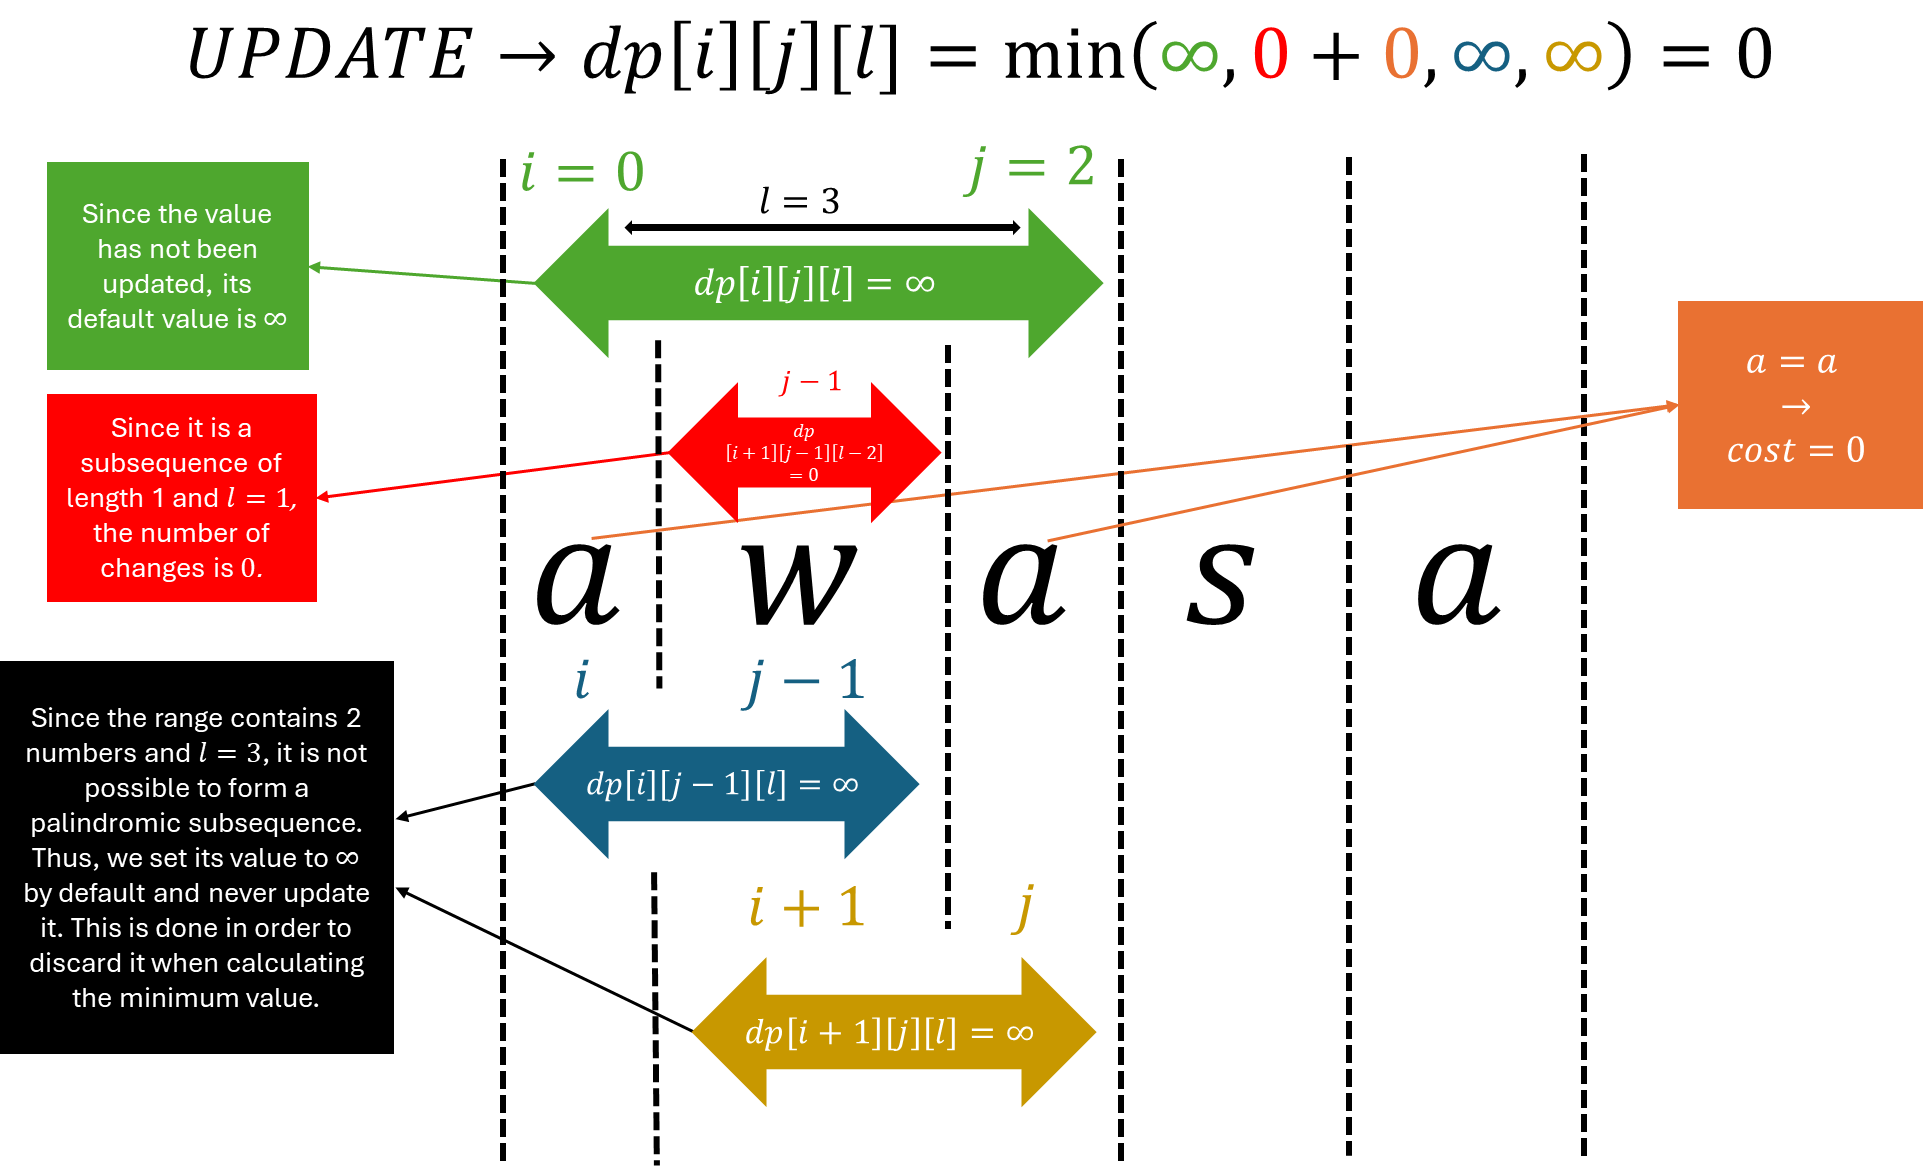 UPDATE → dp[i][j][l] = min(∞, 0 + 0, ∞, ∞) = 0
i = 0
j = 2
l = 3
Since the value
has not been
updated, its
default value is ∞
dp[i][j][l] = ∞
a = a
→
cost = 0
j − 1
dp
[i + 1][j − 1][l − 2]
= 0
Since it is a
subsequence of
length 1 and l = 1,
the number of
changes is 0.
a w a s a
i
j − 1
Since the range contains 2
numbers and l = 3, it is not
possible to form a
palindromic subsequence.
Thus, we set its value to ∞
by default and never update
it. This is done in order to
discard it when calculating
the minimum value.
dp[i][j − 1][l] = ∞
i + 1
j
dp[i + 1][j][l] = ∞